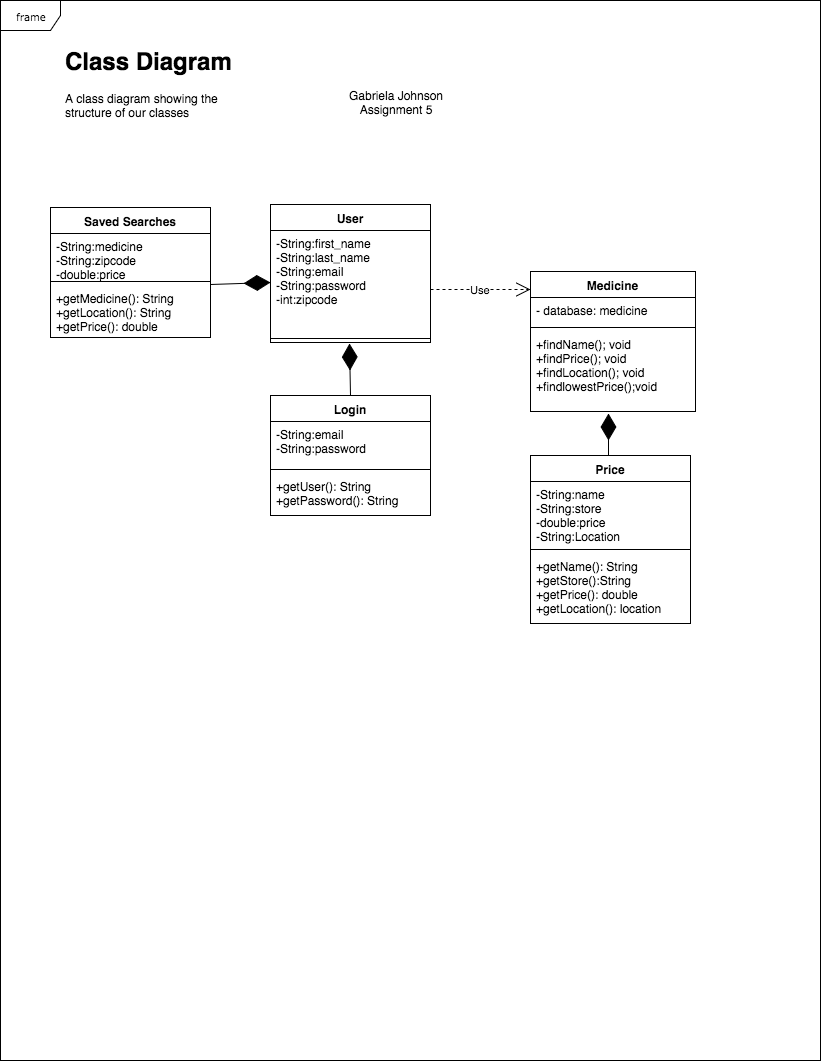 frame
Class Diagram
A class diagram showing the
structure of our classes
Gabriela Johnson
Assignment 5
Saved Searches
-String:medicine
-String:zipcode
-double:price
+getMedicine(): String
+getLocation(): String
+getPrice(): double
User
-String:first_name
-String:last_name
-String:email
-String:password
-int:zipcode
Use
Medicine
- database: medicine
+findName(); void
+findPrice(); void
+findLocation(); void
+findlowestPrice();void
Login
-String:email
-String:password
+getUser(): String
+getPassword(): String
Price
-String:name
-String:store
-double:price
-String:Location
+getName(): String
+getStore():String
+getPrice(): double
+getLocation(): location